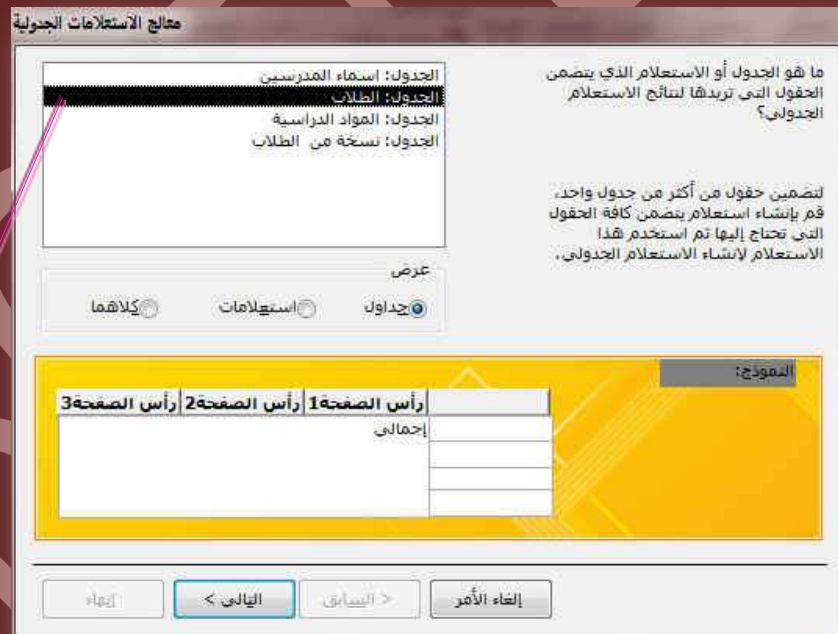 معالج الاستعلامات الجدولية
ما هو الجدول أو الاستعلام الذي يتضمن
الحقول التي تريدها لنتائج الاستعلام
الجدولي؟
لتضمين حقول من أكثر من جدول واحد،
قم بإنشاء استعلام يتضمن كافة الحقول
التي تحتاج إليها ثم استخدم هذا
الاستعلام لإنشاء الاستعلام الجدولي.
الجدول: اسماء المدرسين
الجدول: الطلاب
الجدول: المواد الدراسية
الجدول: نسخة من الطلاب
عرض
جداول استعلامات كلاهما
النموذج:
رأس الصفحة1 رأس الصفحة2 رأس الصفحة3
إجمالي
إلغاء الأمر < السابق التالي > إنهاء